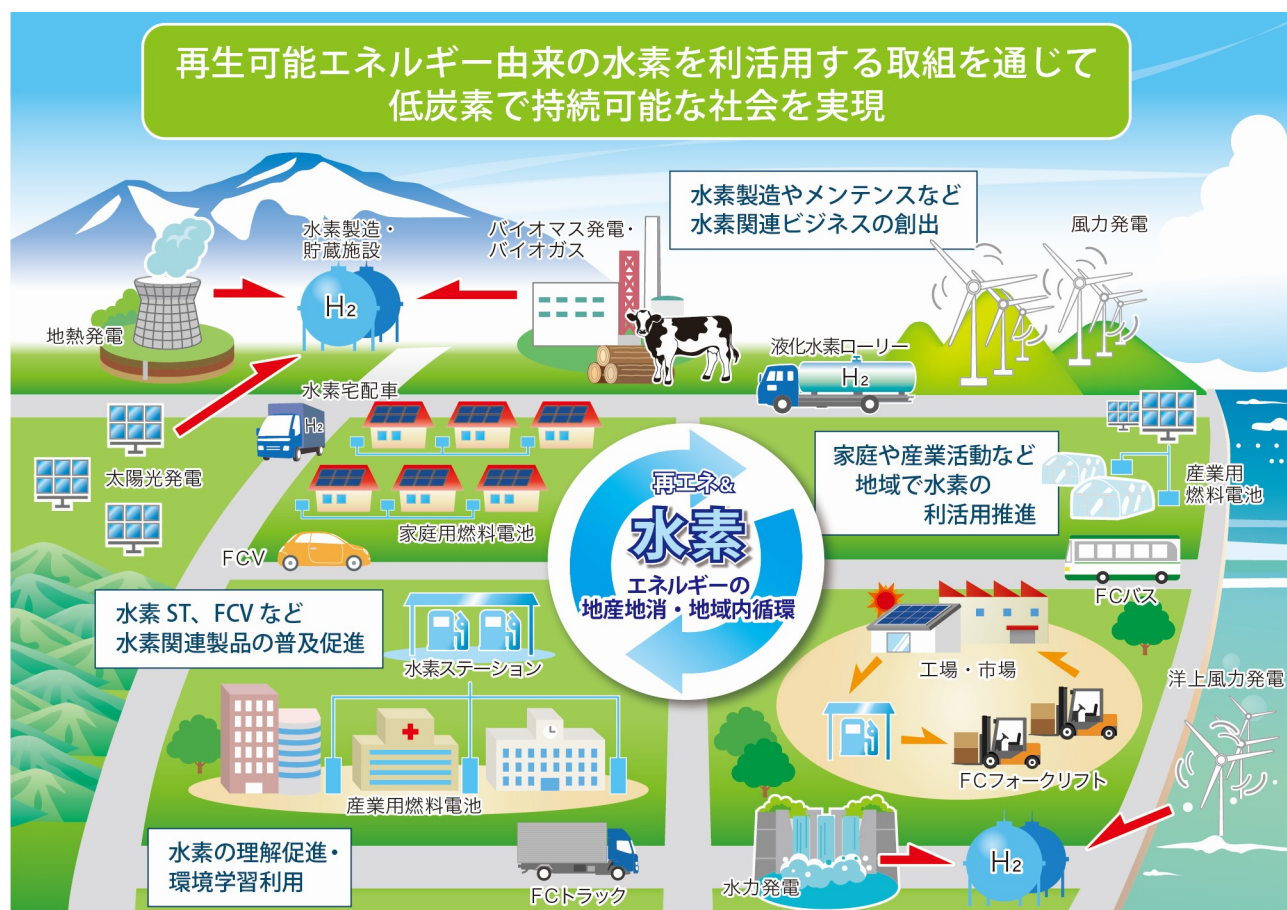 再生可能エネルギー由来の水素を利活用する取組を通じて
低炭素で持続可能な社会を実現
水素製造やメンテンスなど
水素関連ビジネスの創出
風力発電
水素製造・
貯蔵施設
バイオマス発電・
バイオガス
H2
地熱発電
液化水素ローリー
H2
水素宅配車
H2
太陽光発電
家庭用燃料電池
再エネ&
水素
エネルギーの
地産地消・地域内循環
家庭や産業活動など
地域で水素の
利活用推進
産業用
燃料電池
FCV
FCバス
水素 ST、FCV など
水素関連製品の普及促進
水素ステーション
工場・市場
洋上風力発電
FCフォークリフト
産業用燃料電池
水素の理解促進・
環境学習利用
FCトラック
水力発電
H2